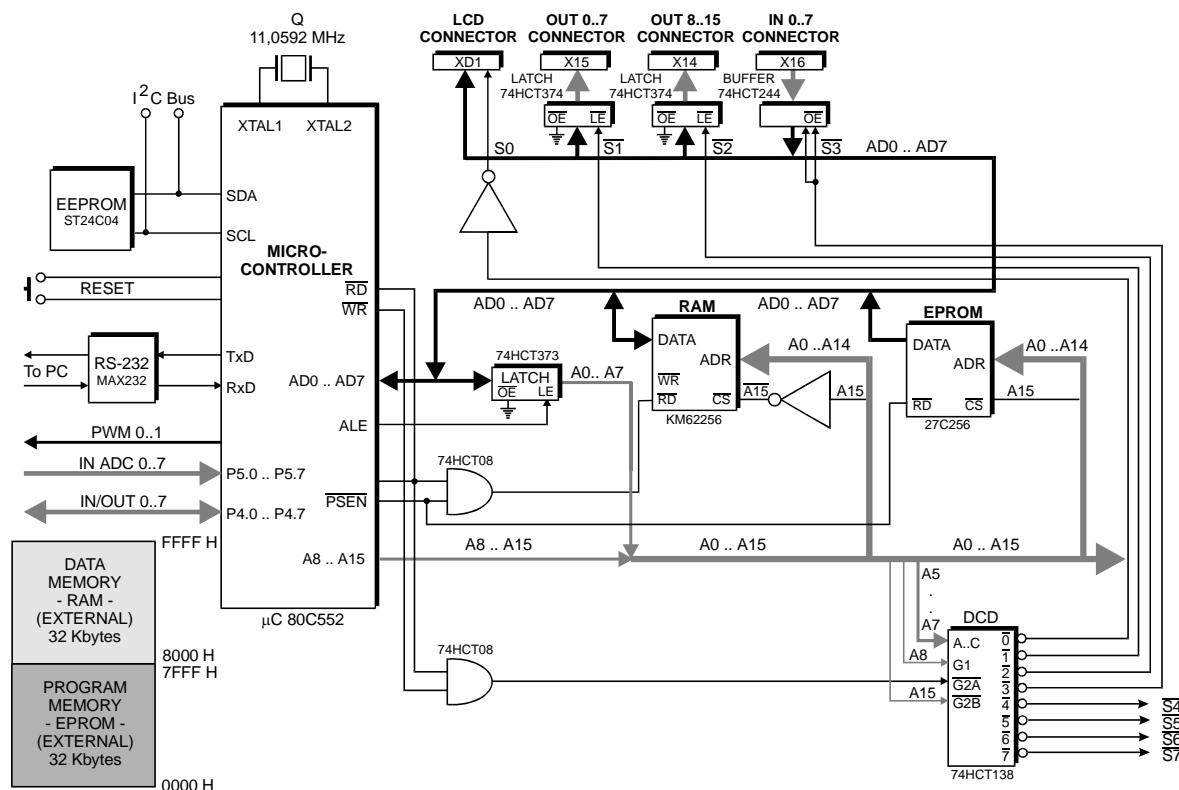 Q
11,0592 MHz
LCD
CONNECTOR
XD1
OUT 0..7
CONNECTOR
X15
OUT 8..15
CONNECTOR
X14
IN 0..7
CONNECTOR
X16
LATCH
74HCT374
LATCH
74HCT374
BUFFER
74HCT244
OE LE
OE LE
OE
I2C Bus
XTAL1 XTAL2
S0
S1
S2
S3
AD0 .. AD7
EEPROM
ST24C04
SDA
SCL
MICRO-
CONTROLLER
RESET
RD
WR
AD0 .. AD7
RAM
AD0 .. AD7
EPROM
DATA
ADR
WR
RD CS
KM62256
A0 ..A14
A15
A15
DATA
ADR
RD CS
27C256
A0 ..A14
A15
RS-232
MAX232
To PC
TxD
RxD
AD0 .. AD7
74HCT373
LATCH
OE LE
A0.. A7
ALE
PWM 0..1
IN ADC 0..7
P5.0 .. P5.7
IN/OUT 0..7
P4.0 .. P4.7
PSEN
74HCT08
A8 .. A15
A8 .. A15
A0 .. A15
A0 .. A15
μC 80C552
FFFF H
DATA
MEMORY
- RAM -
(EXTERNAL)
32 Kbytes
8000 H
7FFF H
PROGRAM
MEMORY
- EPROM -
(EXTERNAL)
32 Kbytes
0000 H
74HCT08
A5
.
.
A7
A8
A15
DCD
A..C
G1
G2A
G2B
0
1
2
3
4
5
6
7
74HCT138
S4
S5
S6
S7